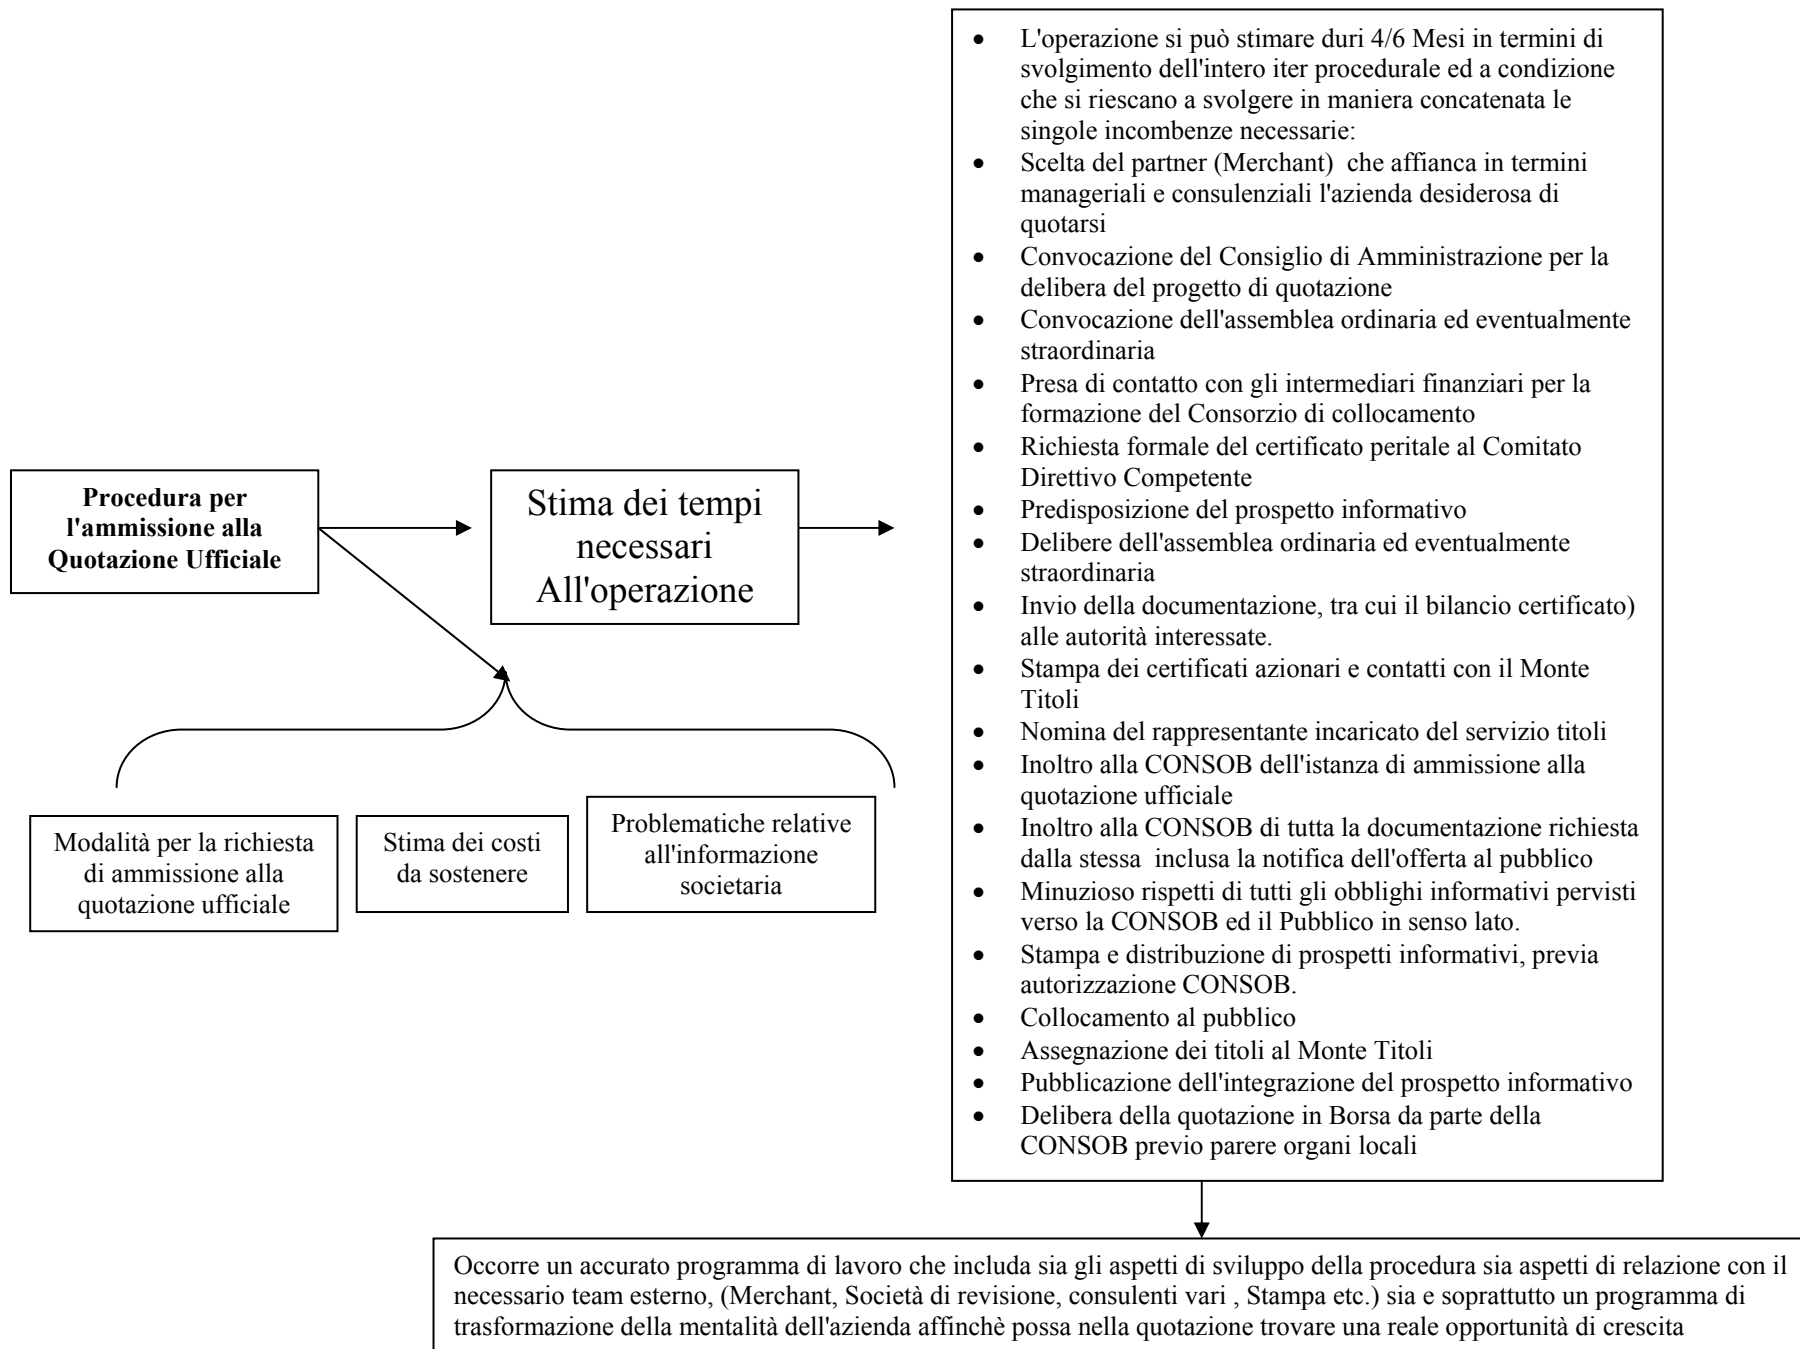 Procedura per
l'ammissione alla
Quotazione Ufficiale
Stima dei tempi
necessari
All'operazione
Modalità per la richiesta
di ammissione alla
quotazione ufficiale
Stima dei costi
da sostenere
Problematiche relative
all'informazione
societaria
• L'operazione si può stimare duri 4/6 Mesi in termini di
svolgimento dell'intero iter procedurale ed a condizione
che si riescano a svolgere in maniera concatenata le
singole incombenze necessarie:
• Scelta del partner (Merchant) che affianca in termini
manageriali e consulenziali l'azienda desiderosa di
quotarsi
• Convocazione del Consiglio di Amministrazione per la
delibera del progetto di quotazione
• Convocazione dell'assemblea ordinaria ed eventualmente
straordinaria
• Presa di contatto con gli intermediari finanziari per la
formazione del Consorzio di collocamento
• Richiesta formale del certificato peritale al Comitato
Direttivo Competente
• Predisposizione del prospetto informativo
• Delibere dell'assemblea ordinaria ed eventualmente
straordinaria
• Invio della documentazione, tra cui il bilancio certificato)
alle autorità interessate.
• Stampa dei certificati azionari e contatti con il Monte
Titoli
• Nomina del rappresentante incaricato del servizio titoli
• Inoltro alla CONSOB dell'istanza di ammissione alla
quotazione ufficiale
• Inoltro alla CONSOB di tutta la documentazione richiesta
dalla stessa inclusa la notifica dell'offerta al pubblico
• Minuzioso rispetti di tutti gli obblighi informativi pervisti
verso la CONSOB ed il Pubblico in senso lato.
• Stampa e distribuzione di prospetti informativi, previa
autorizzazione CONSOB.
• Collocamento al pubblico
• Assegnazione dei titoli al Monte Titoli
• Pubblicazione dell'integrazione del prospetto informativo
• Delibera della quotazione in Borsa da parte della
CONSOB previo parere organi locali
Occorre un accurato programma di lavoro che includa sia gli aspetti di sviluppo della procedura sia aspetti di relazione con il
necessario team esterno, (Merchant, Società di revisione, consulenti vari , Stampa etc.) sia e soprattutto un programma di
trasformazione della mentalità dell'azienda affinchè possa nella quotazione trovare una reale opportunità di crescita